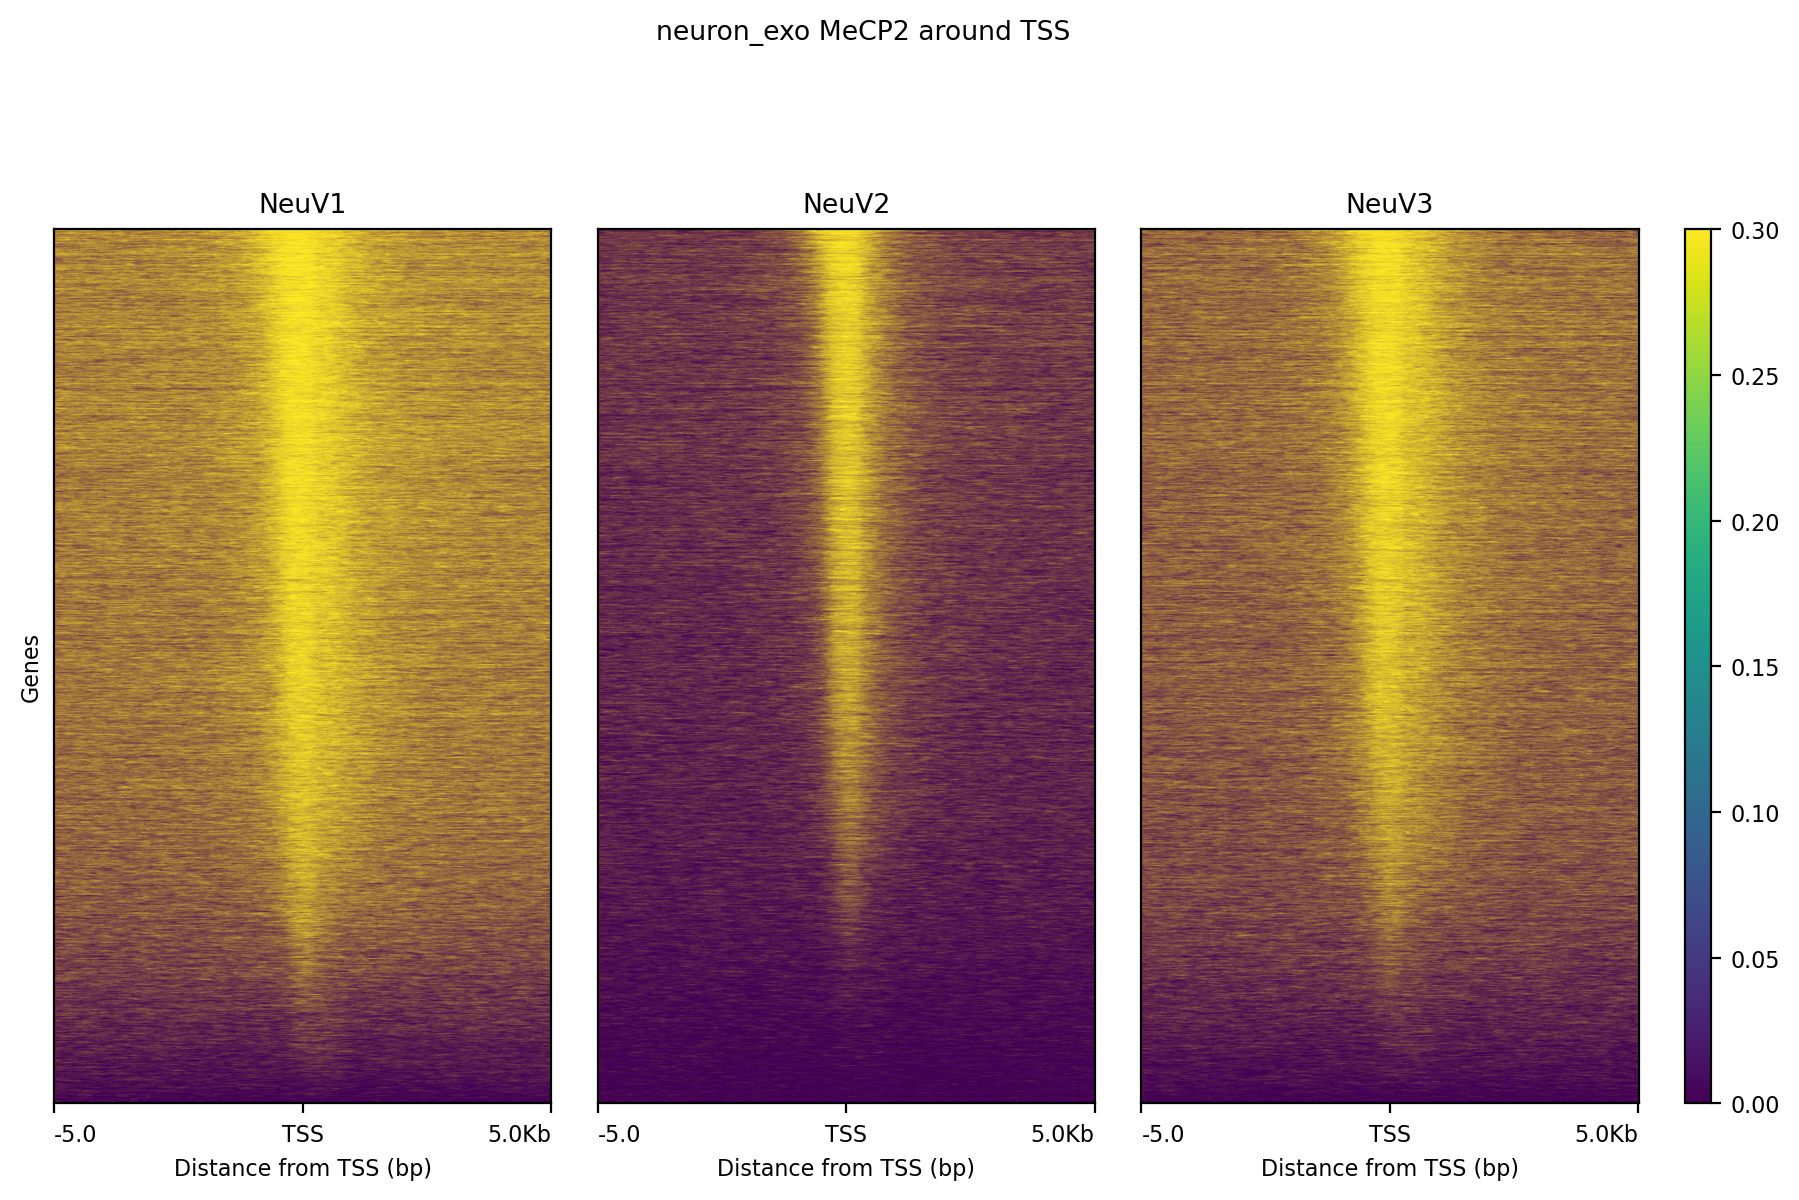 neuron_exo MeCP2 around TSS
NeuV1
NeuV2
NeuV3
Genes
-5.0 TSS 5.0Kb
Distance from TSS (bp)
-5.0 TSS 5.0Kb
Distance from TSS (bp)
-5.0 TSS 5.0Kb
Distance from TSS (bp)
0.30
0.25
0.20
0.15
0.10
0.05
0.00